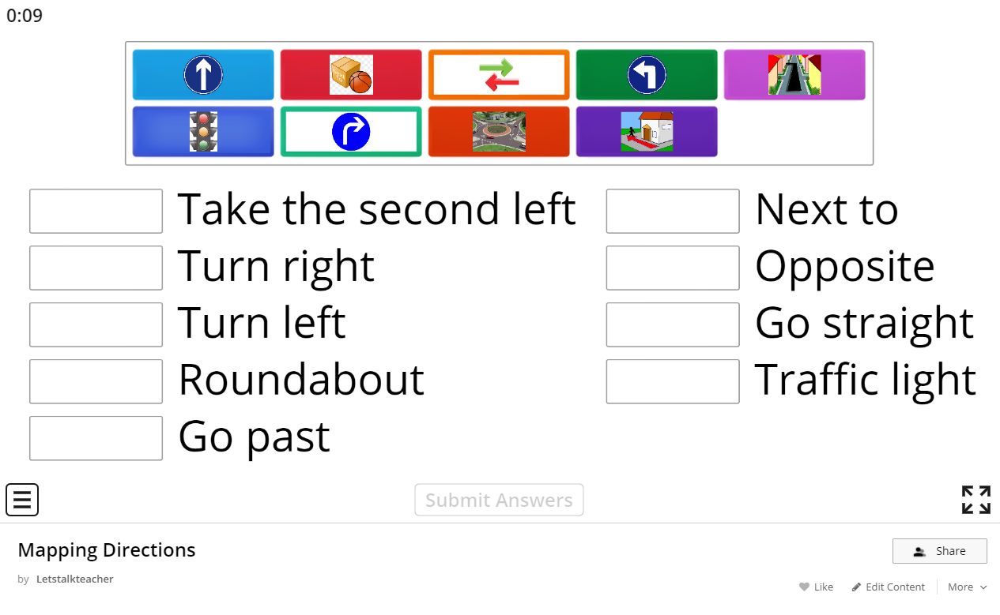 0:09
Take the second left
Turn right
Turn left
Roundabout
Go past
Next to
Opposite
Go straight
Traffic light
Submit Answers
Mapping Directions
by Letstalkteacher
Share
Like
Edit Content
More